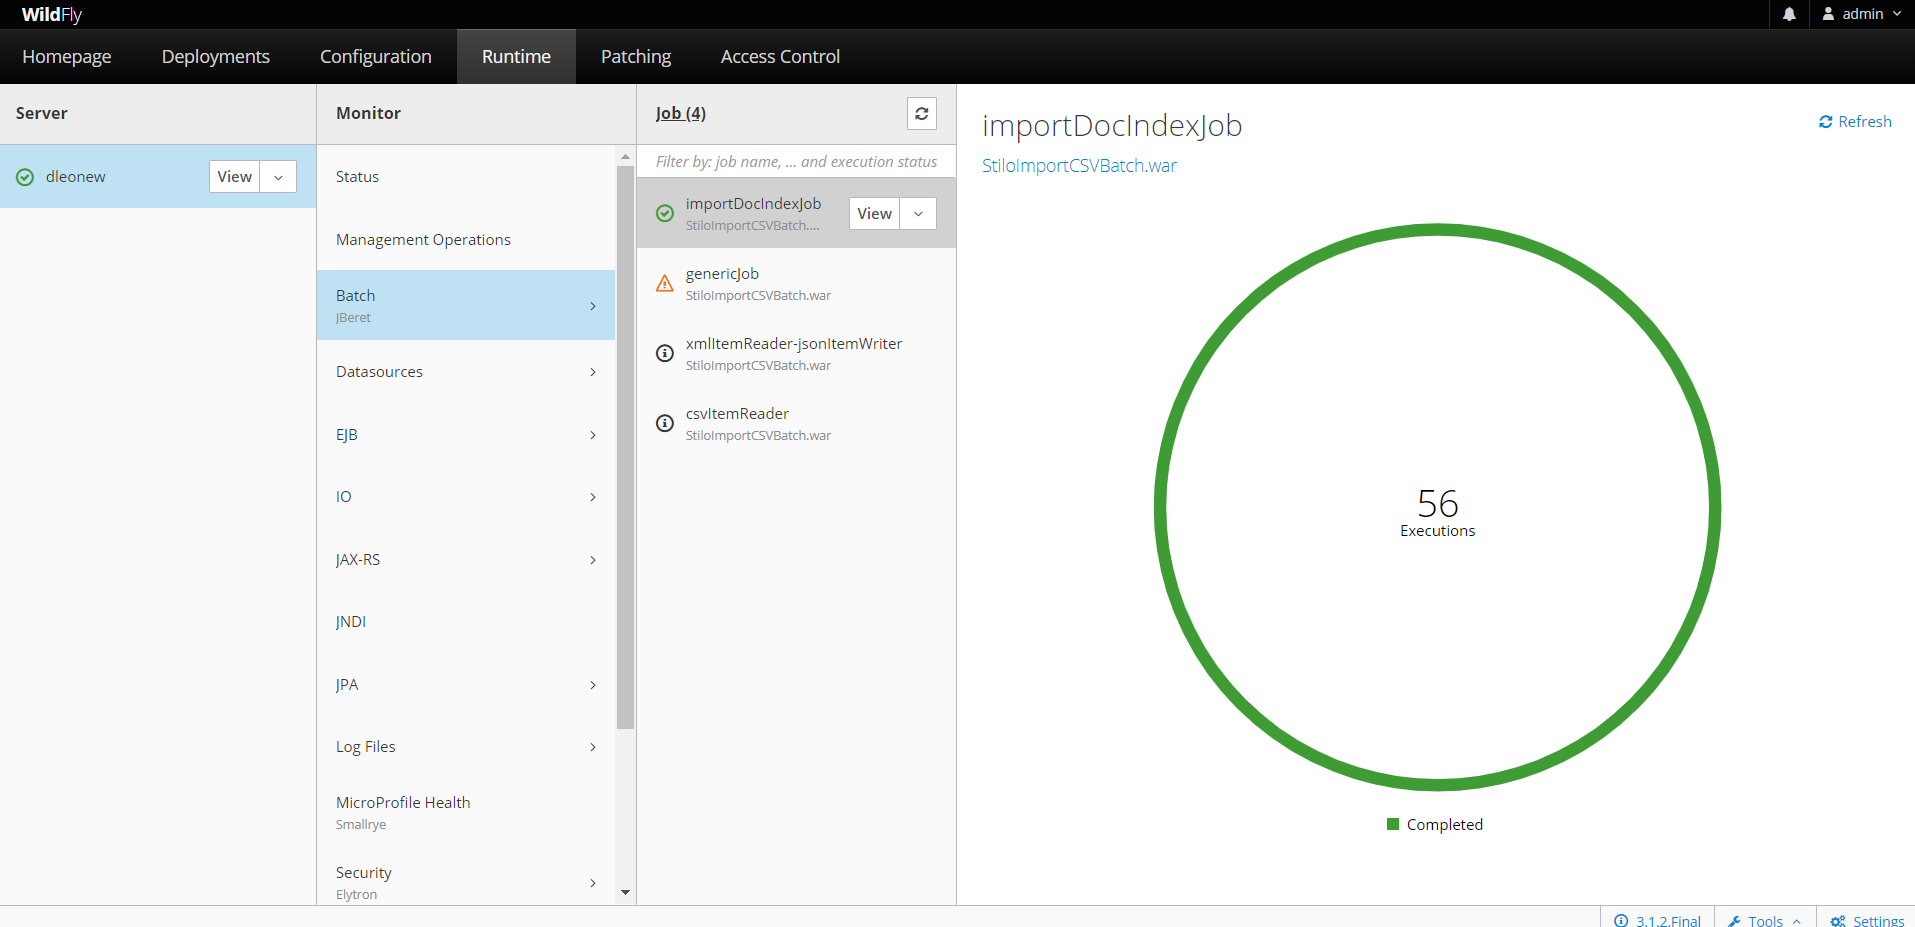 WildFly
admin
Homepage
Deployments
Configuration
Runtime
Patching
Access Control
Server
dleonew
View
Monitor
Status
Management Operations
Batch
JBeret
Datasources
EJB
IO
JAX-RS
JNDI
JPA
Log Files
MicroProfile Health
Smallrye
Security
Elytron
Job (4)
Filter by: job name, ... and execution status
importDocIndexJob
StiloImportCSVBatch....
View
genericJob
StiloImportCSVBatch.war
xmlItemReader-jsonItemWriter
StiloImportCSVBatch.war
csvItemReader
StiloImportCSVBatch.war
importDocIndexJob
Refresh
StiloImportCSVBatch.war
56
Executions
Completed
3.1.2.Final
Tools
Settings